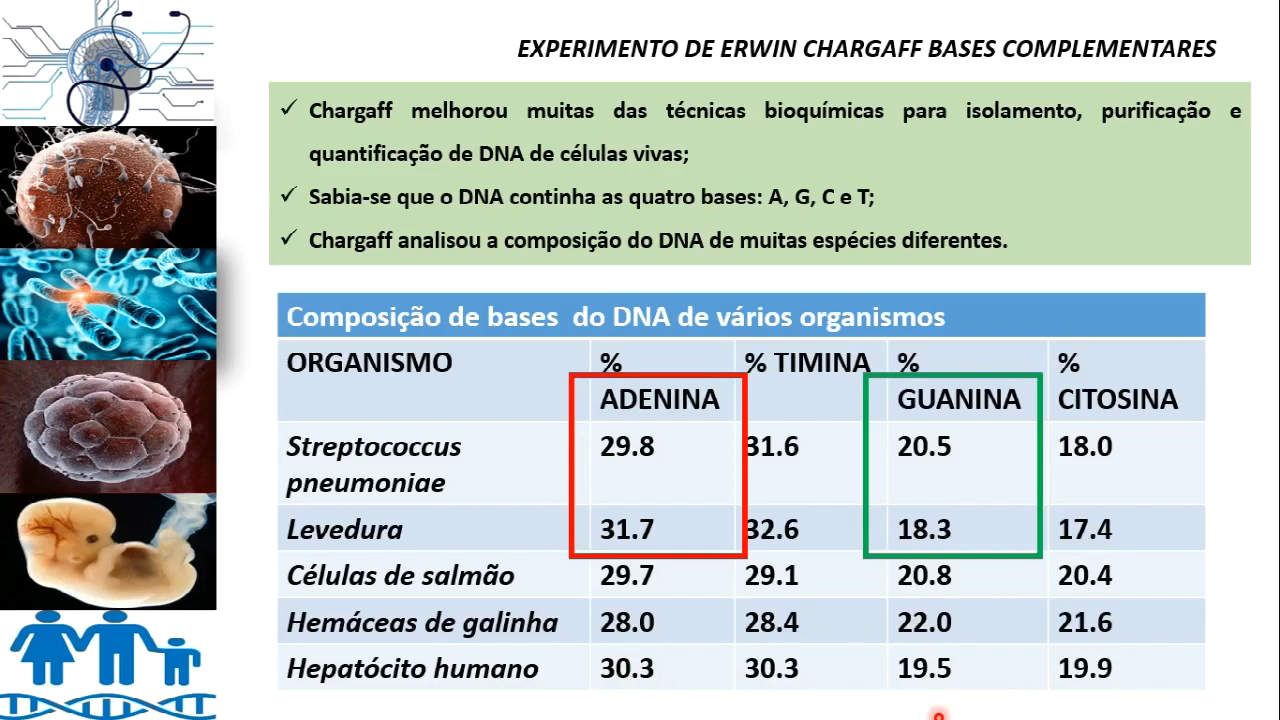 EXPERIMENTO DE ERWIN CHARGAFF BASES COMPLEMENTARES
✓ Chargaff melhorou muitas das técnicas bioquímicas para isolamento, purificação e
quantificação de DNA de células vivas;
✓ Sabia-se que o DNA continha as quatro bases: A, G, C e T;
✓ Chargaff analisou a composição do DNA de muitas espécies diferentes.
Composição de bases do DNA de vários organismos
ORGANISMO % ADENINA % TIMINA % GUANINA % CITOSINA
Streptococcus pneumoniae 29.8 31.6 20.5 18.0
Levedura 31.7 32.6 18.3 17.4
Células de salmão 29.7 29.1 20.8 20.4
Hemáceas de galinha 28.0 28.4 22.0 21.6
Hepatócito humano 30.3 30.3 19.5 19.9